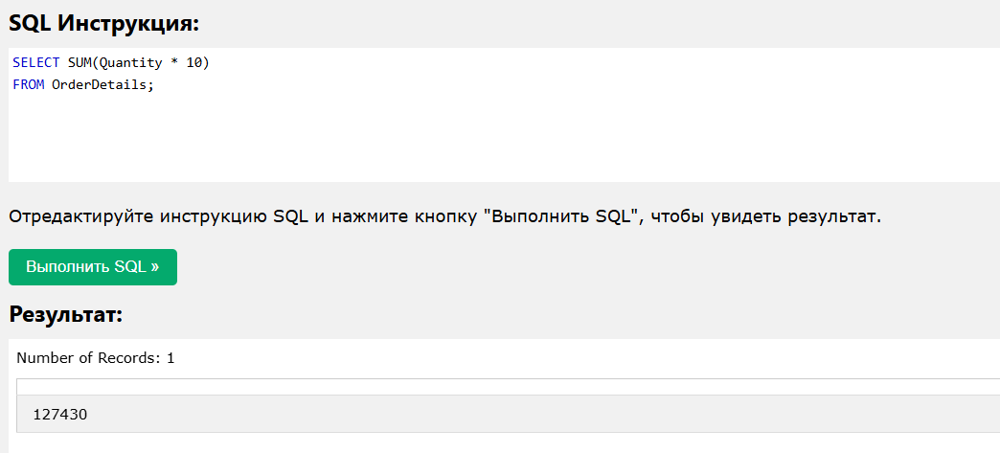 SQL Инструкция:
SELECT SUM(Quantity * 10)
FROM OrderDetails;
Отредактируйте инструкцию SQL и нажмите кнопку "Выполнить SQL", чтобы увидеть результат.
Выполнить SQL »
Результат:
Number of Records: 1
127430